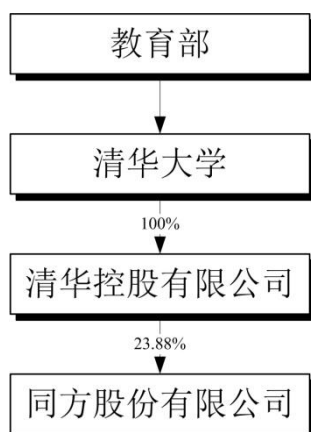 教育部
清华大学
100%
清华控股有限公司
23.88%
同方股份有限公司